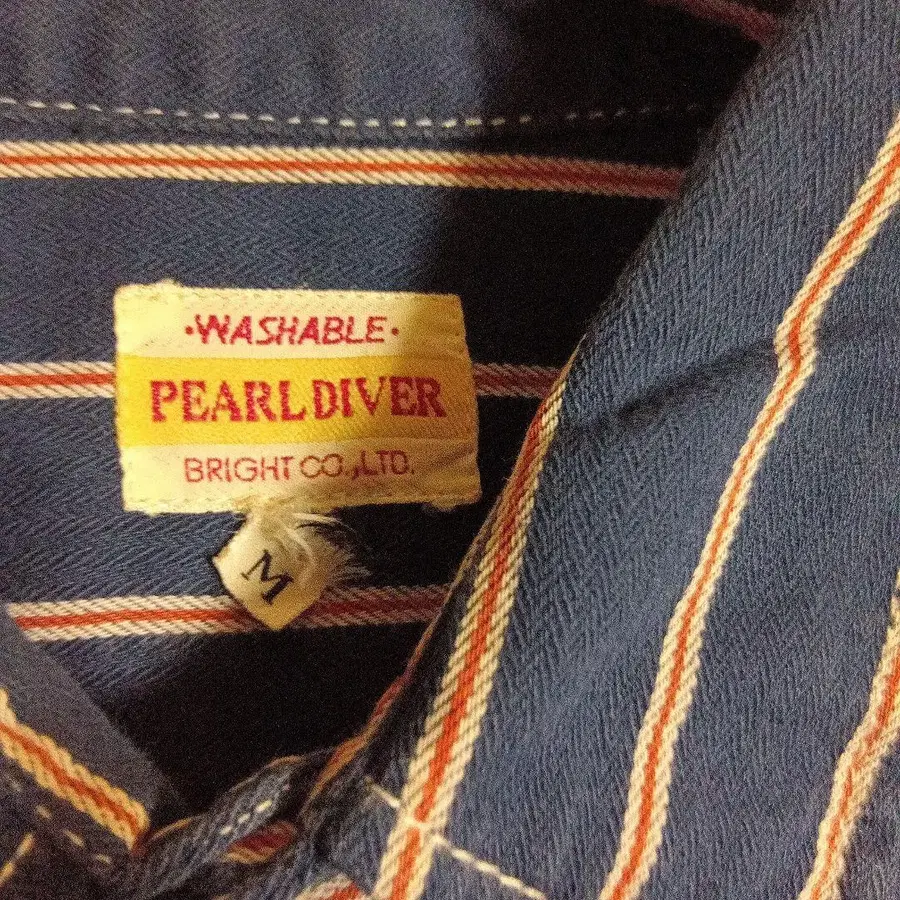 ·WASHABLE·
PEARL DIVER
BRIGHT CO.,LTD.
M